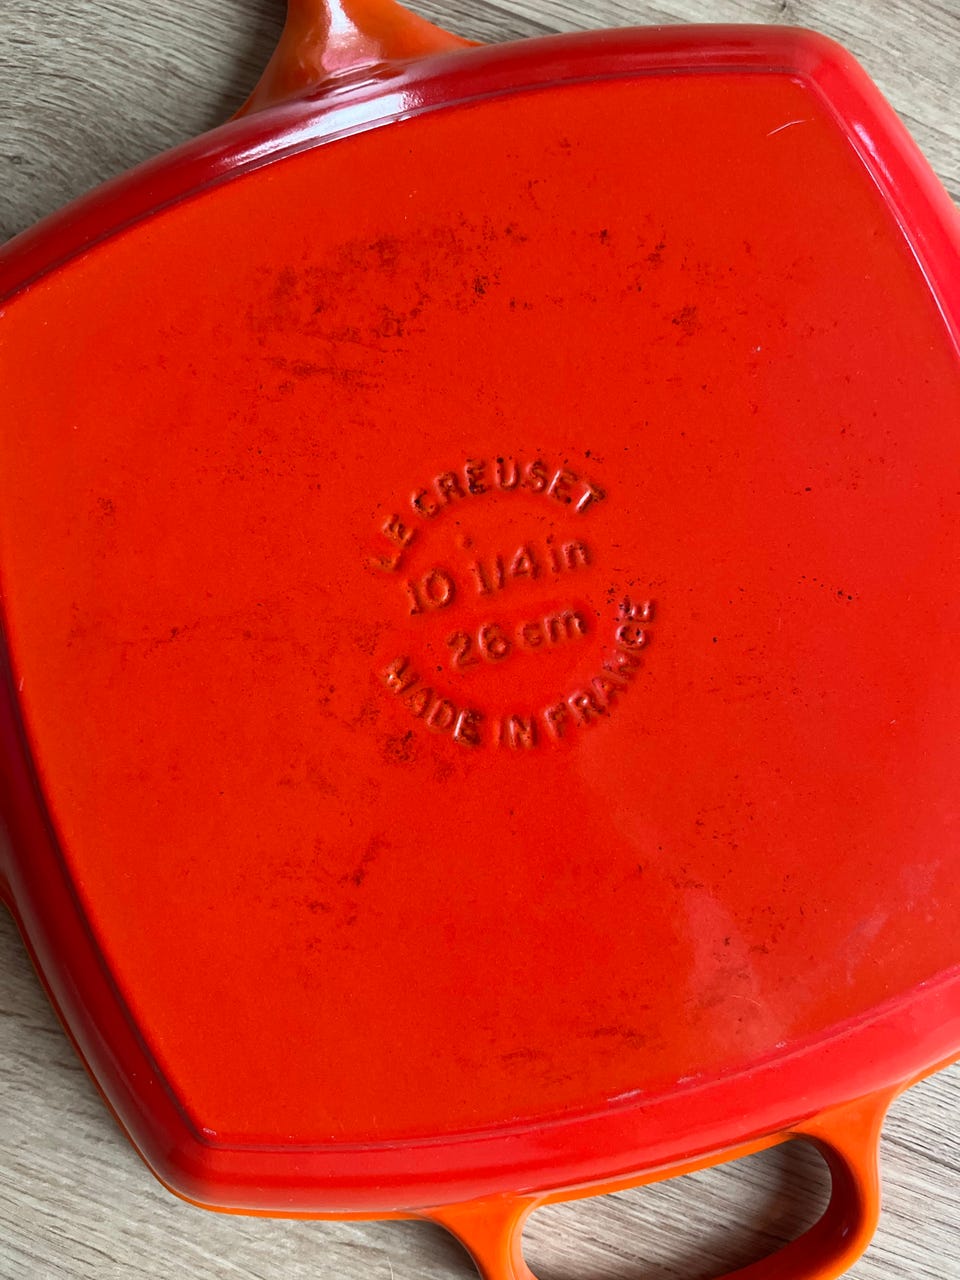 LE CREUSET
10 1/4 in
26 cm
MADE IN FRANCE